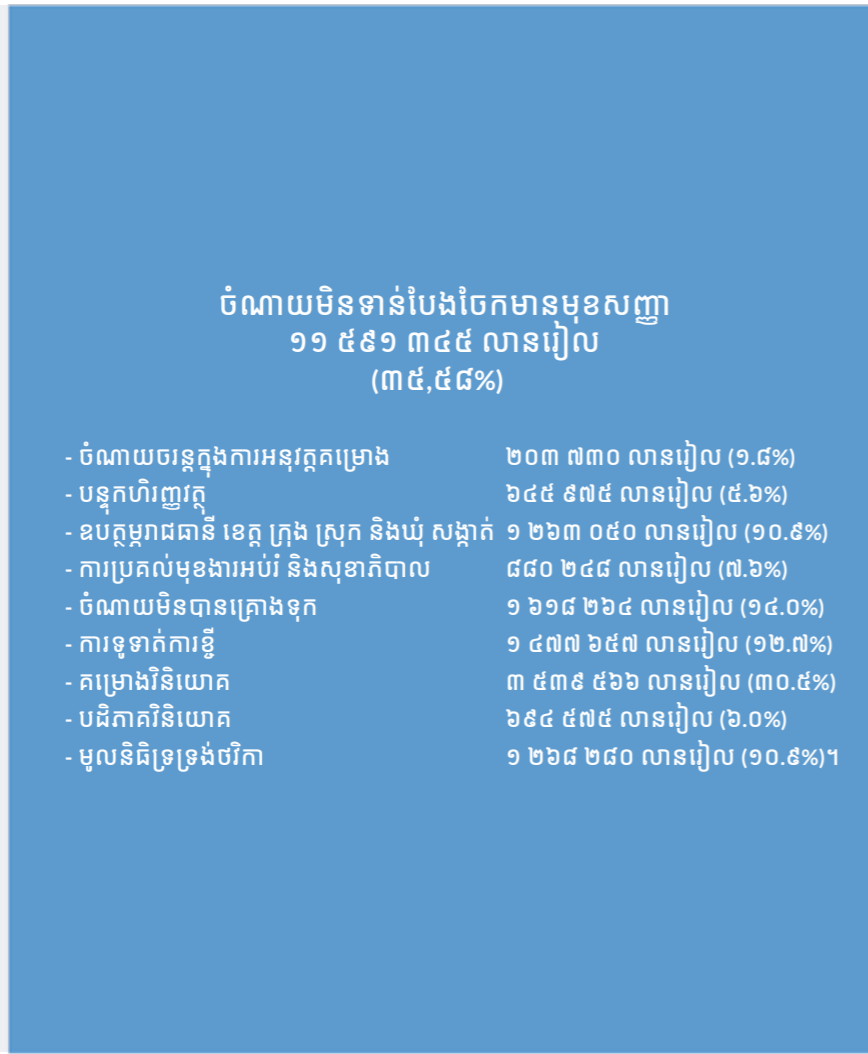 ចំណាយមិនទាន់បែងចែកមានមុខសញ្ញា
១១ ៥៩១ ៣៤៥ លានរៀល
(៣៥,៥៨%)
- ចំណាយចរន្តក្នុងការអនុវត្តគម្រោង ២០៣ ៧៣០ លានរៀល (១.៨%)
- បន្ទុកហិរញ្ញវត្ថុ ៦៤៥ ៩៧៥ លានរៀល (៥.៦%)
- ឧបត្ថម្ភរាជធានី ខេត្ត ក្រុង ស្រុក និងឃុំ សង្កាត់ ១ ២៦៣ ០៥០ លានរៀល (១០.៩%)
- ការប្រគល់មុខងារអប់រំ និងសុខាភិបាល ៨៨០ ២៤៨ លានរៀល (៧.៦%)
- ចំណាយមិនបានគ្រោងទុក ១ ៦១៨ ២៦៤ លានរៀល (១៤.០%)
- ការទូទាត់ការខ្ចី ១ ៤៧៧ ៦៥៧ លានរៀល (១២.៧%)
- គម្រោងវិនិយោគ ៣ ៥៣៩ ៥៦៦ លានរៀល (៣០.៥%)
- បដិភាគវិនិយោគ ៦៩៤ ៥៧៥ លានរៀល (៦.០%)
- មូលនិធិទ្រទ្រង់ថវិកា ១ ២៦៨ ២៨០ លានរៀល (១០.៩%)។